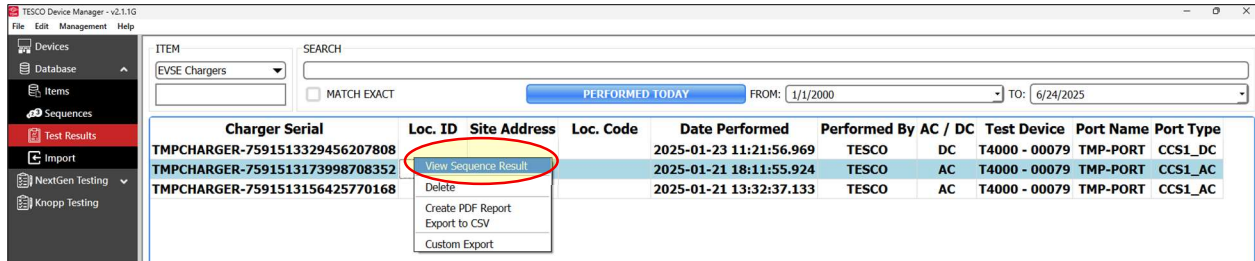 TESCO Device Manager - v2.1.1G
File Edit Management Help
Devices
Database
Items
Sequences
Test Results
Import
NextGen Testing
Knopp Testing
ITEM
EVSE Chargers
SEARCH
MATCH EXACT
PERFORMED TODAY
FROM: 1/1/2000
TO: 6/24/2025
Charger Serial Loc. ID Site Address Loc. Code Date Performed Performed By AC / DC Test Device Port Name Port Type
TMPCHARGER-7591513329456207808 2025-01-23 11:21:56.969 TESCO DC T4000 - 00079 TMP-PORT CCS1_DC
TMPCHARGER-7591513173998708352 2025-01-21 18:11:55.924 TESCO AC T4000 - 00079 TMP-PORT CCS1_AC
TMPCHARGER-7591513156425770168 2025-01-21 13:32:37.133 TESCO AC T4000 - 00079 TMP-PORT CCS1_AC
View Sequence Result
Delete
Create PDF Report
Export to CSV
Custom Export